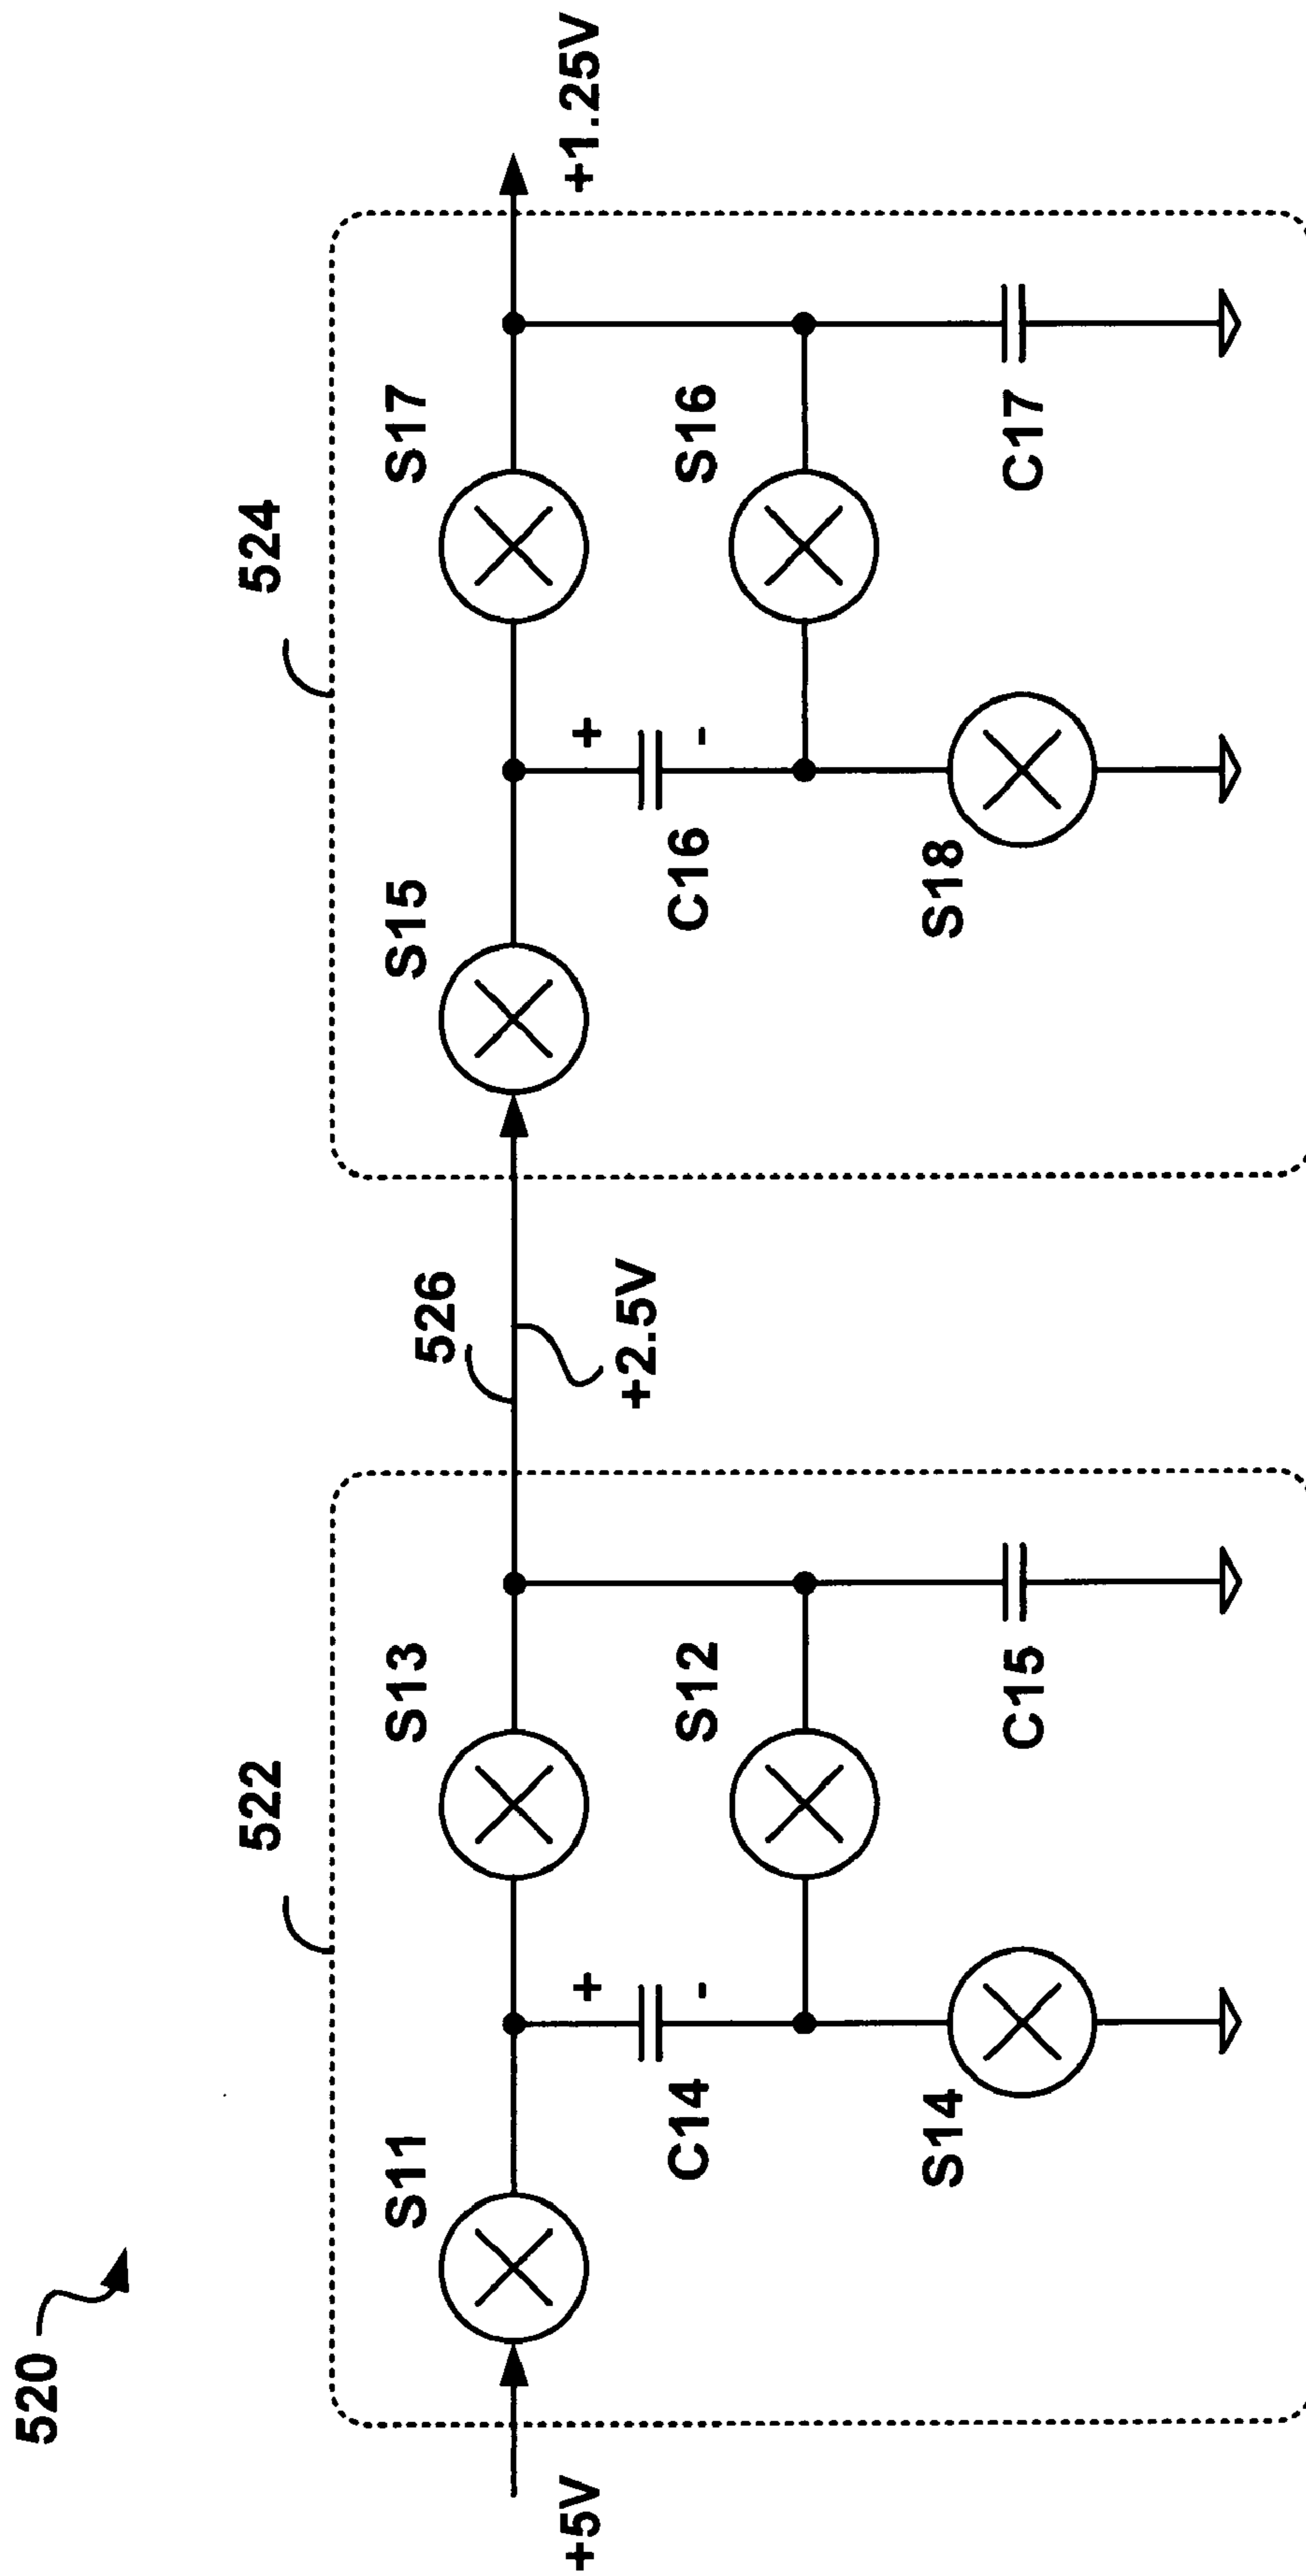 520
522
524
S11
S13
526
S15
S17
+5V
+
+2.5V
+
+1.25V
C14
-
S12
C16
-
S16
S14
C15
S18
C17